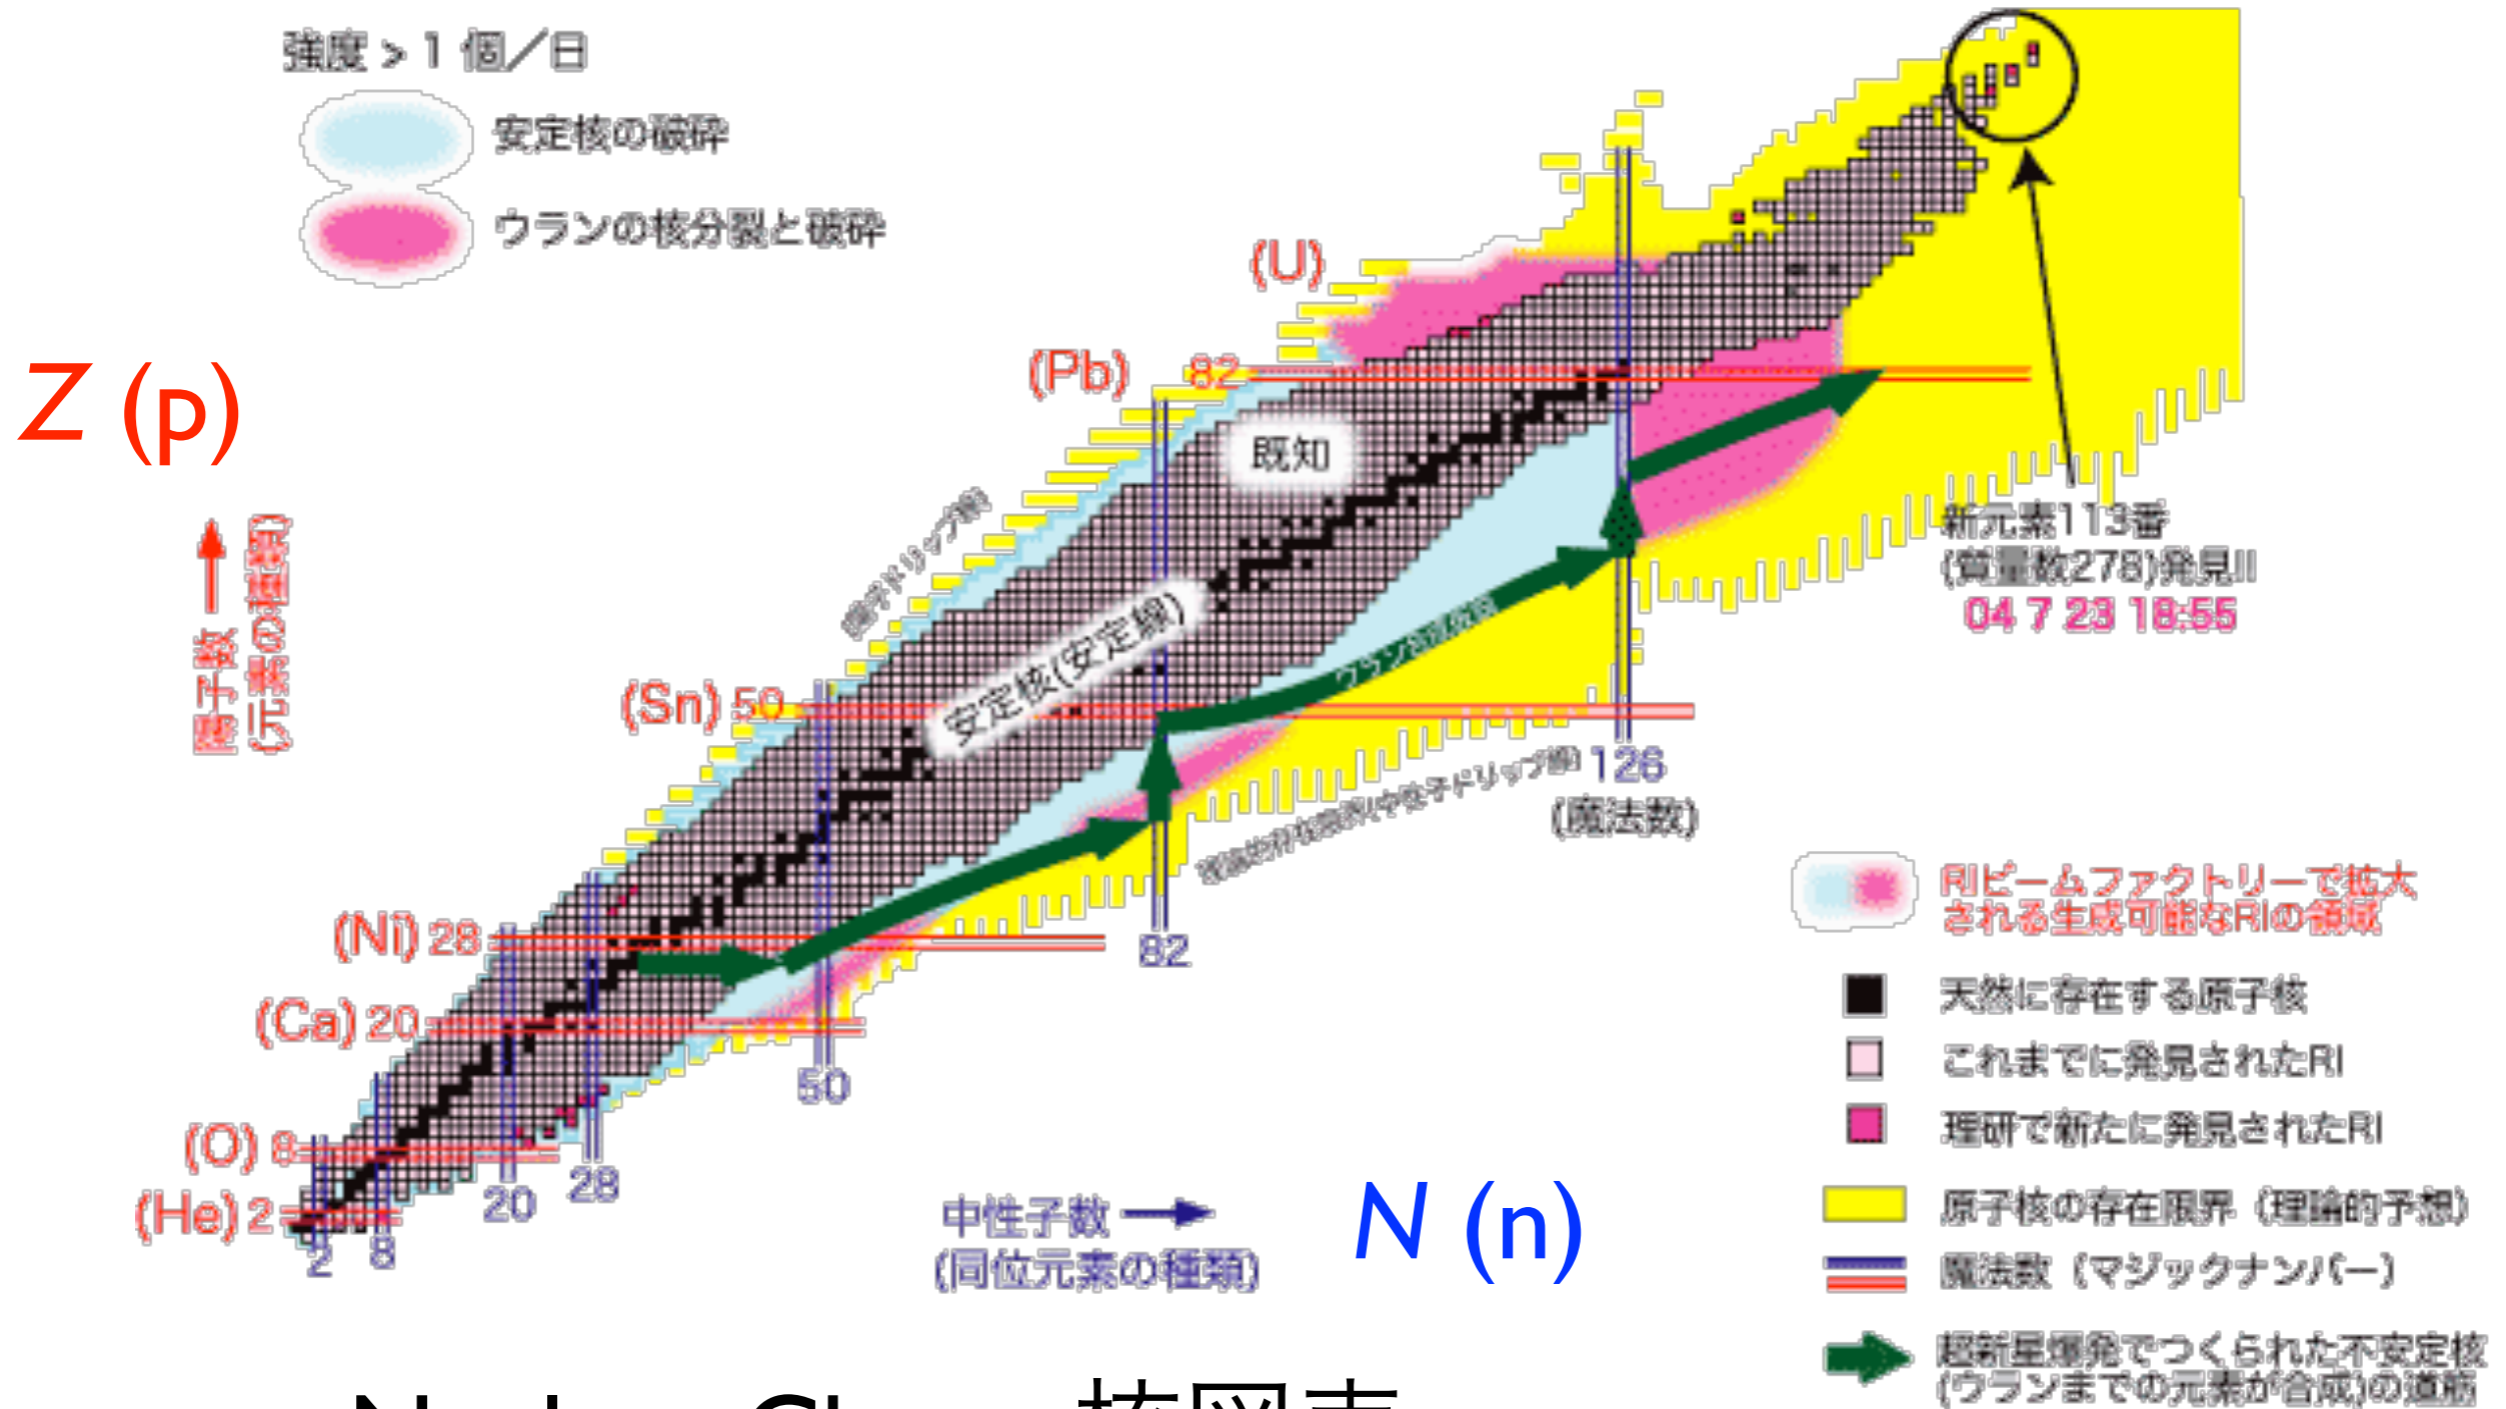 強度 > 1 個／日
安定核の破砕
ウランの核分裂と破砕
(U)
Z (p)
(Pb) 82
既知
陽子数
(元素の種類)
陽子ドリップ線
新元素113番
(質量数278)発見!!
04 7 23 18:55
安定核(安定線)
(Sn) 50
126
(魔法数)
RIビームファクトリーで拡大
される生成可能なRIの領域
(Ni) 28
82
天然に存在する原子核
(Ca) 20
これまでに発見されたRI
50
理研で新たに発見されたRI
(O) 8
20
28
中性子数
(同位元素の種類)
N (n)
原子核の存在限界（理論的予想）
(He) 2
2
8
魔法数（マジックナンバー）
超新星爆発でつくられた不安定核
(ウランまでの元素が合成)の道筋
核図表